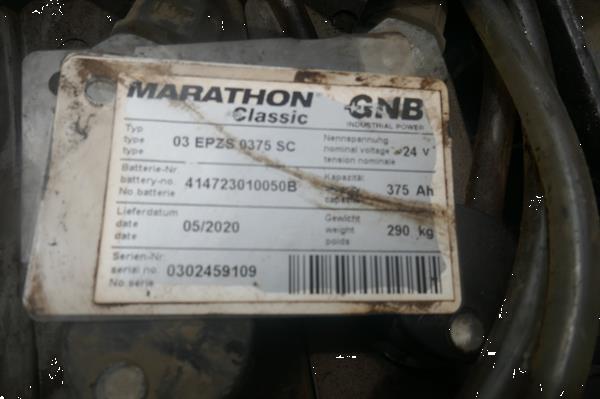 MARATHON GNB
Classic INDUSTRIAL POWER
Typ
type 03 EPZS 0375 SC
type
Nennspannung
nominal voltage 24 V
tension nominale
Batterie-Nr.
battery-no. 414723010050B
No.batterie
Kapazität
375 Ah
Lieferdatum
date 05/2020
date
Gewicht
weight 290 kg
poids
Serien-Nr.
serial no. 0302459109
No.serie